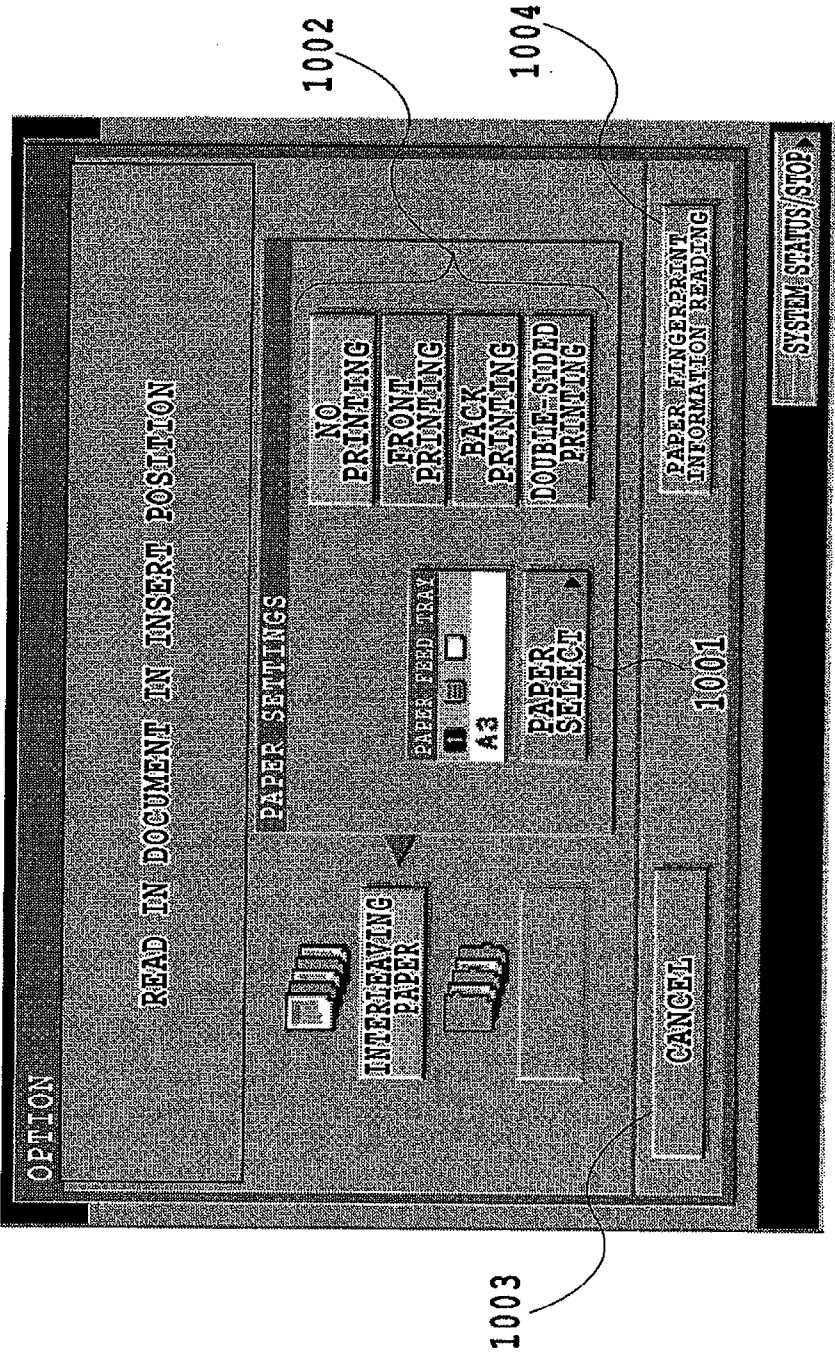 OPTION
READ IN DOCUMENT IN INSERT POSITION
INTERLEAVING
PAPER
PAPER SETTINGS
PAPER FEED TRAY
1
A3
PAPER
SELECT
NO
PRINTING
FRONT
PRINTING
BACK
PRINTING
DOUBLE-SIDED
PRINTING
1002
CANCEL
PAPER FINGERPRINT
INFORMATION READING
SYSTEM STATUS/STOP
1001
1003
1004